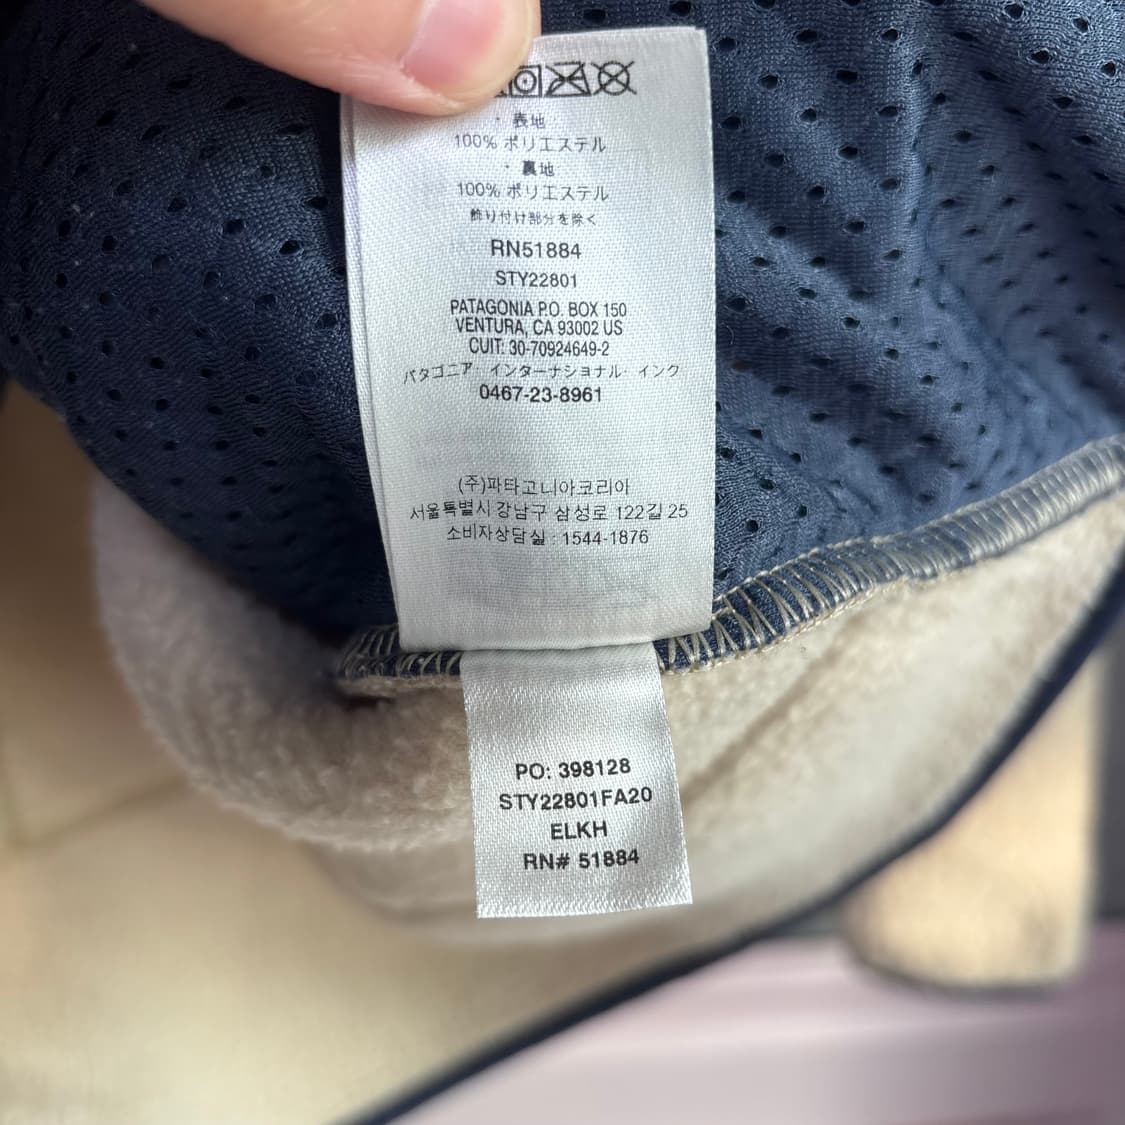 ・表地
100% ポリエステル
・裏地
100% ポリエステル
飾り付け部分を除く
RN51884
STY22801
PATAGONIA P.O. BOX 150
VENTURA, CA 93002 US
CUIT: 30-70924649-2
パタゴニア インターナショナル インク
0467-23-8961
(주)파타고니아코리아
서울특별시 강남구 삼성로 122길 25
소비자상담실 : 1544-1876
PO: 398128
STY22801FA20
ELKH
RN# 51884